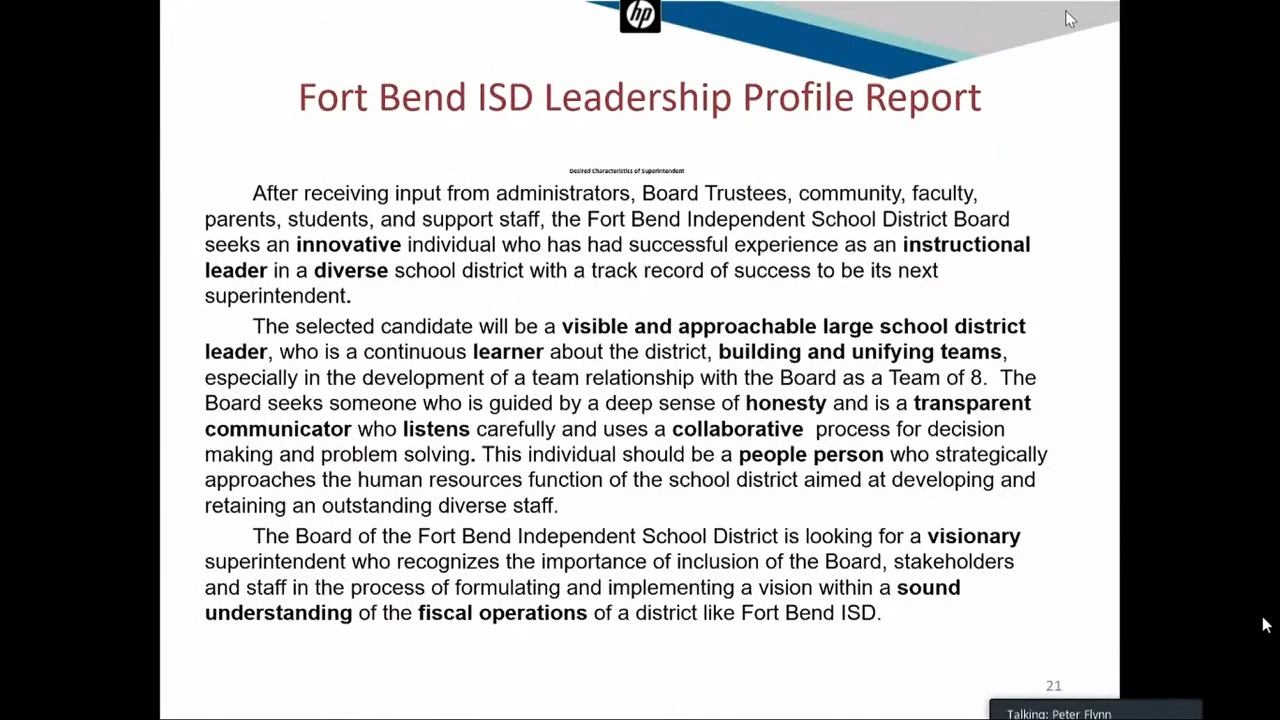 hp
Fort Bend ISD Leadership Profile Report
Desired Characteristics of Superintendent
After receiving input from administrators, Board Trustees, community, faculty,
parents, students, and support staff, the Fort Bend Independent School District Board
seeks an innovative individual who has had successful experience as an instructional
leader in a diverse school district with a track record of success to be its next
superintendent.
The selected candidate will be a visible and approachable large school district
leader, who is a continuous learner about the district, building and unifying teams,
especially in the development of a team relationship with the Board as a Team of 8. The
Board seeks someone who is guided by a deep sense of honesty and is a transparent
communicator who listens carefully and uses a collaborative process for decision
making and problem solving. This individual should be a people person who strategically
approaches the human resources function of the school district aimed at developing and
retaining an outstanding diverse staff.
The Board of the Fort Bend Independent School District is looking for a visionary
superintendent who recognizes the importance of inclusion of the Board, stakeholders
and staff in the process of formulating and implementing a vision within a sound
understanding of the fiscal operations of a district like Fort Bend ISD.
21
Talking: Peter Flynn